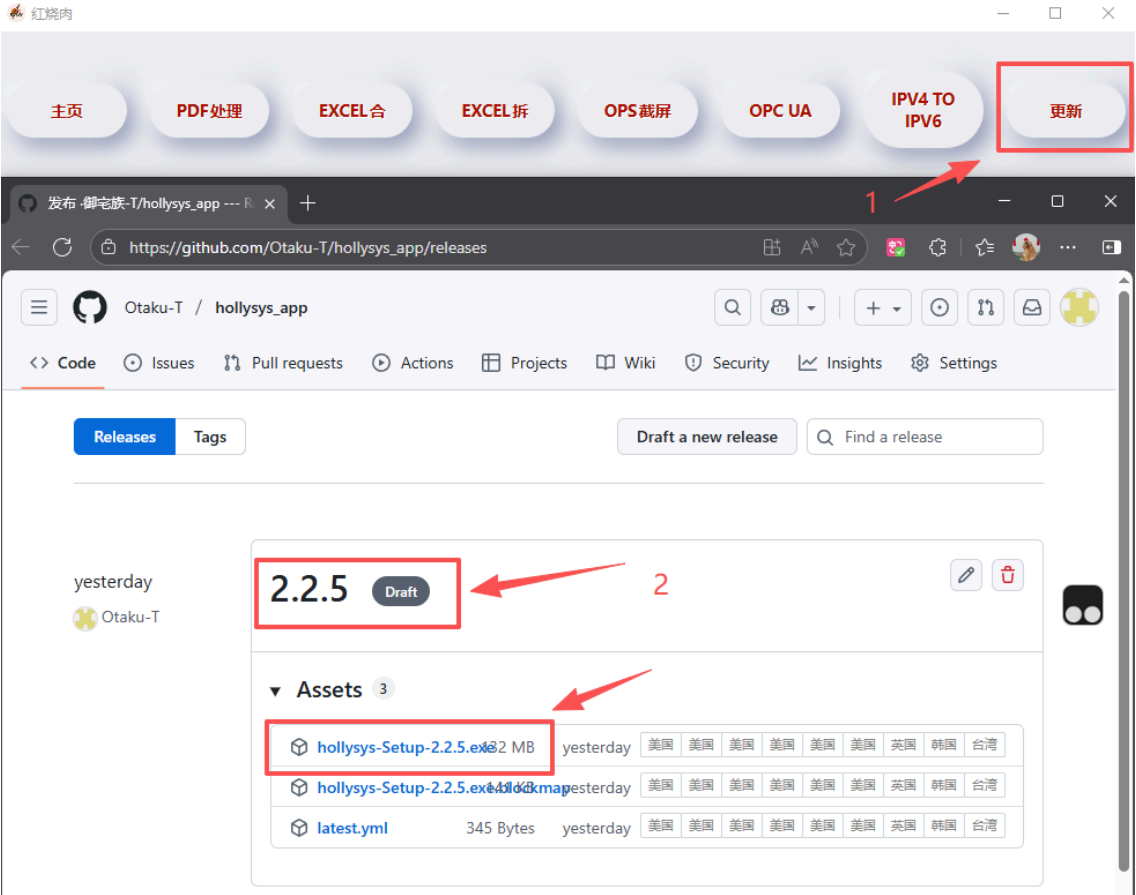 红烧肉
主页
PDF处理
EXCEL合
EXCEL拆
OPS截屏
OPC UA
IPV4 TO
IPV6
更新
1
发布 ·御宅族-T/hollysys_app --- R
https://github.com/Otaku-T/hollysys_app/releases
Otaku-T / hollysys_app
Code Issues Pull requests Actions Projects Wiki Security Insights Settings
Releases Tags Draft a new release Find a release
yesterday
Otaku-T
2.2.5 Draft
2
Assets 3
hollysys-Setup-2.2.5.exe 132 MB yesterday 美国 美国 美国 美国 美国 美国 英国 韩国 台湾
hollysys-Setup-2.2.5.exe.blockmap 141 KB yesterday 美国 美国 美国 美国 美国 美国 英国 韩国 台湾
latest.yml 345 Bytes yesterday 美国 美国 美国 美国 美国 美国 英国 韩国 台湾